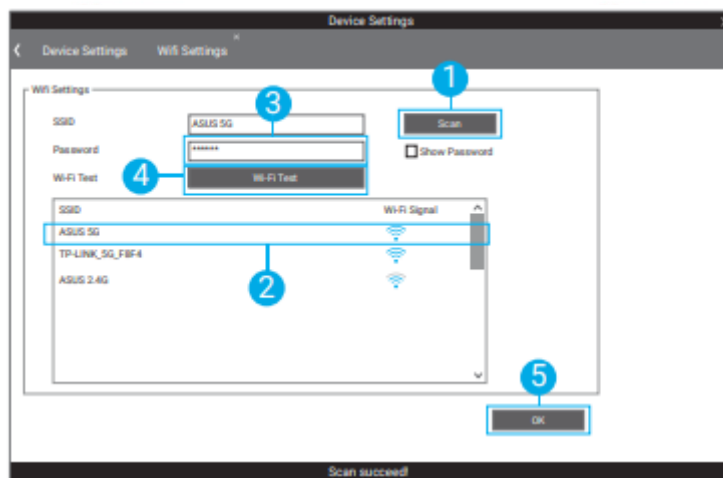 Device Settings
Device Settings Wifi Settings
Wifi Settings
1
3
SSID ASUS 5G Scan
Password ****** Show Password
4
Wi-Fi Test Wi-Fi Test
SSID Wi-Fi Signal
ASUS 5G
TP-LINK_5G_F8F4
2
ASUS 2.4G
5
OK
Scan succeed!